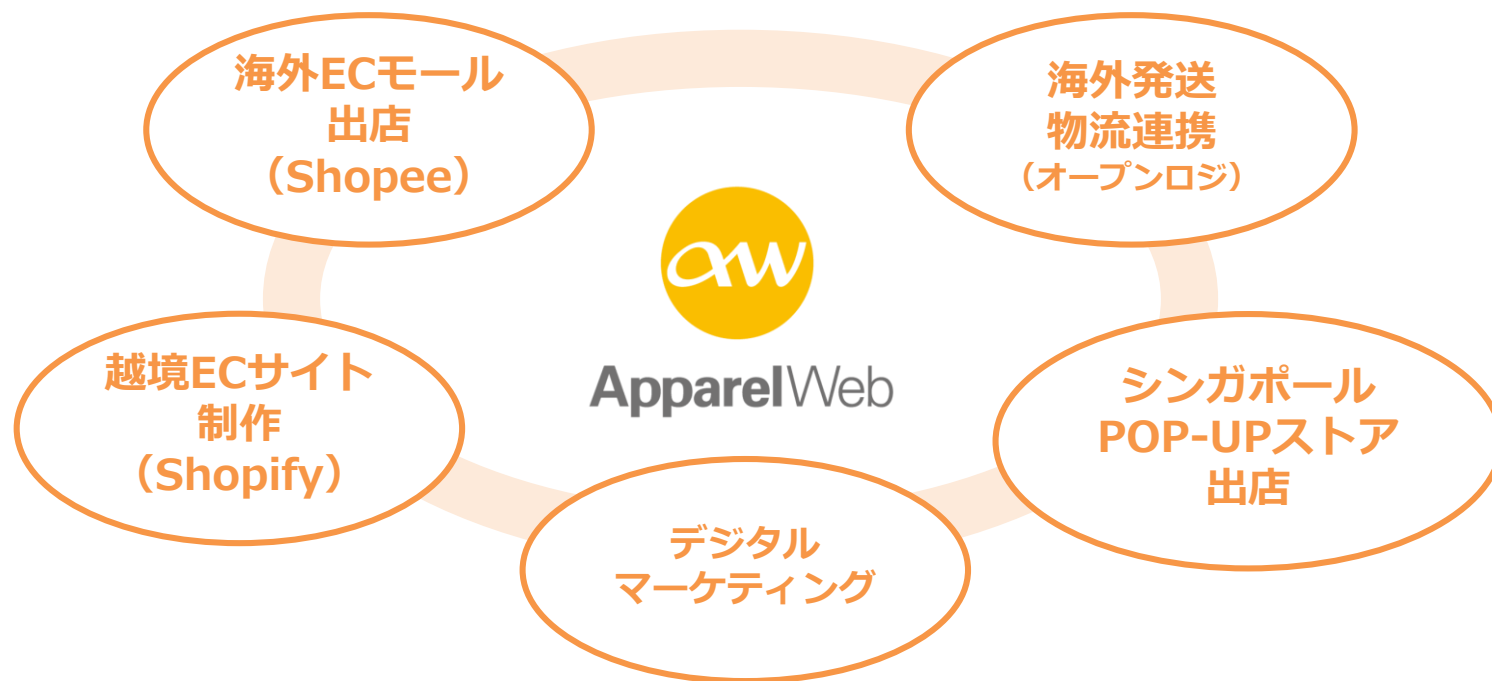 海外ECモール
出店
（Shopee）
海外発送
物流連携
（オープンロジ）
aw
ApparelWeb
越境ECサイト
制作
（Shopify）
シンガポール
POP-UPストア
出店
デジタル
マーケティング